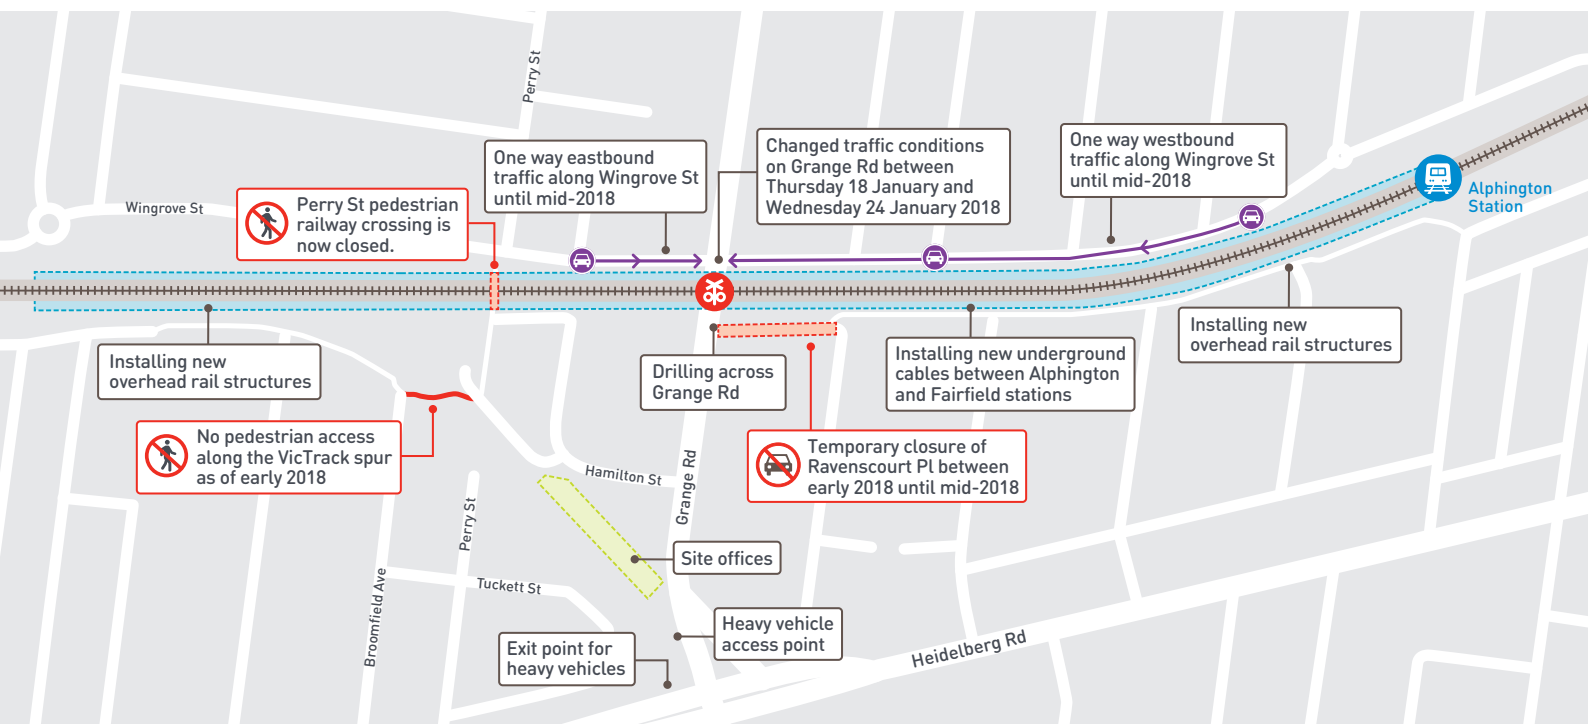 Perry St
Wingrove St
Perry St pedestrian
railway crossing is
now closed.
One way eastbound
traffic along Wingrove St
until mid-2018
Changed traffic conditions
on Grange Rd between
Thursday 18 January and
Wednesday 24 January 2018
One way westbound
traffic along Wingrove St
until mid-2018
Alphington
Station
Installing new
overhead rail structures
Drilling across
Grange Rd
Installing new underground
cables between Alphington
and Fairfield stations
Installing new
overhead rail structures
No pedestrian access
along the VicTrack spur
as of early 2018
Hamilton St
Grange Rd
Temporary closure of
Ravenscourt Pl between
early 2018 until mid-2018
Perry St
Site offices
Tuckett St
Broomfield Ave
Heavy vehicle
access point
Exit point for
heavy vehicles
Heidelberg Rd